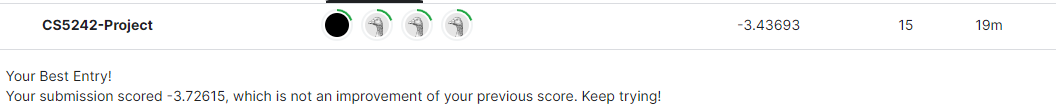 CS5242-Project -3.43693 15 19m
Your Best Entry!
Your submission scored -3.72615, which is not an improvement of your previous score. Keep trying!